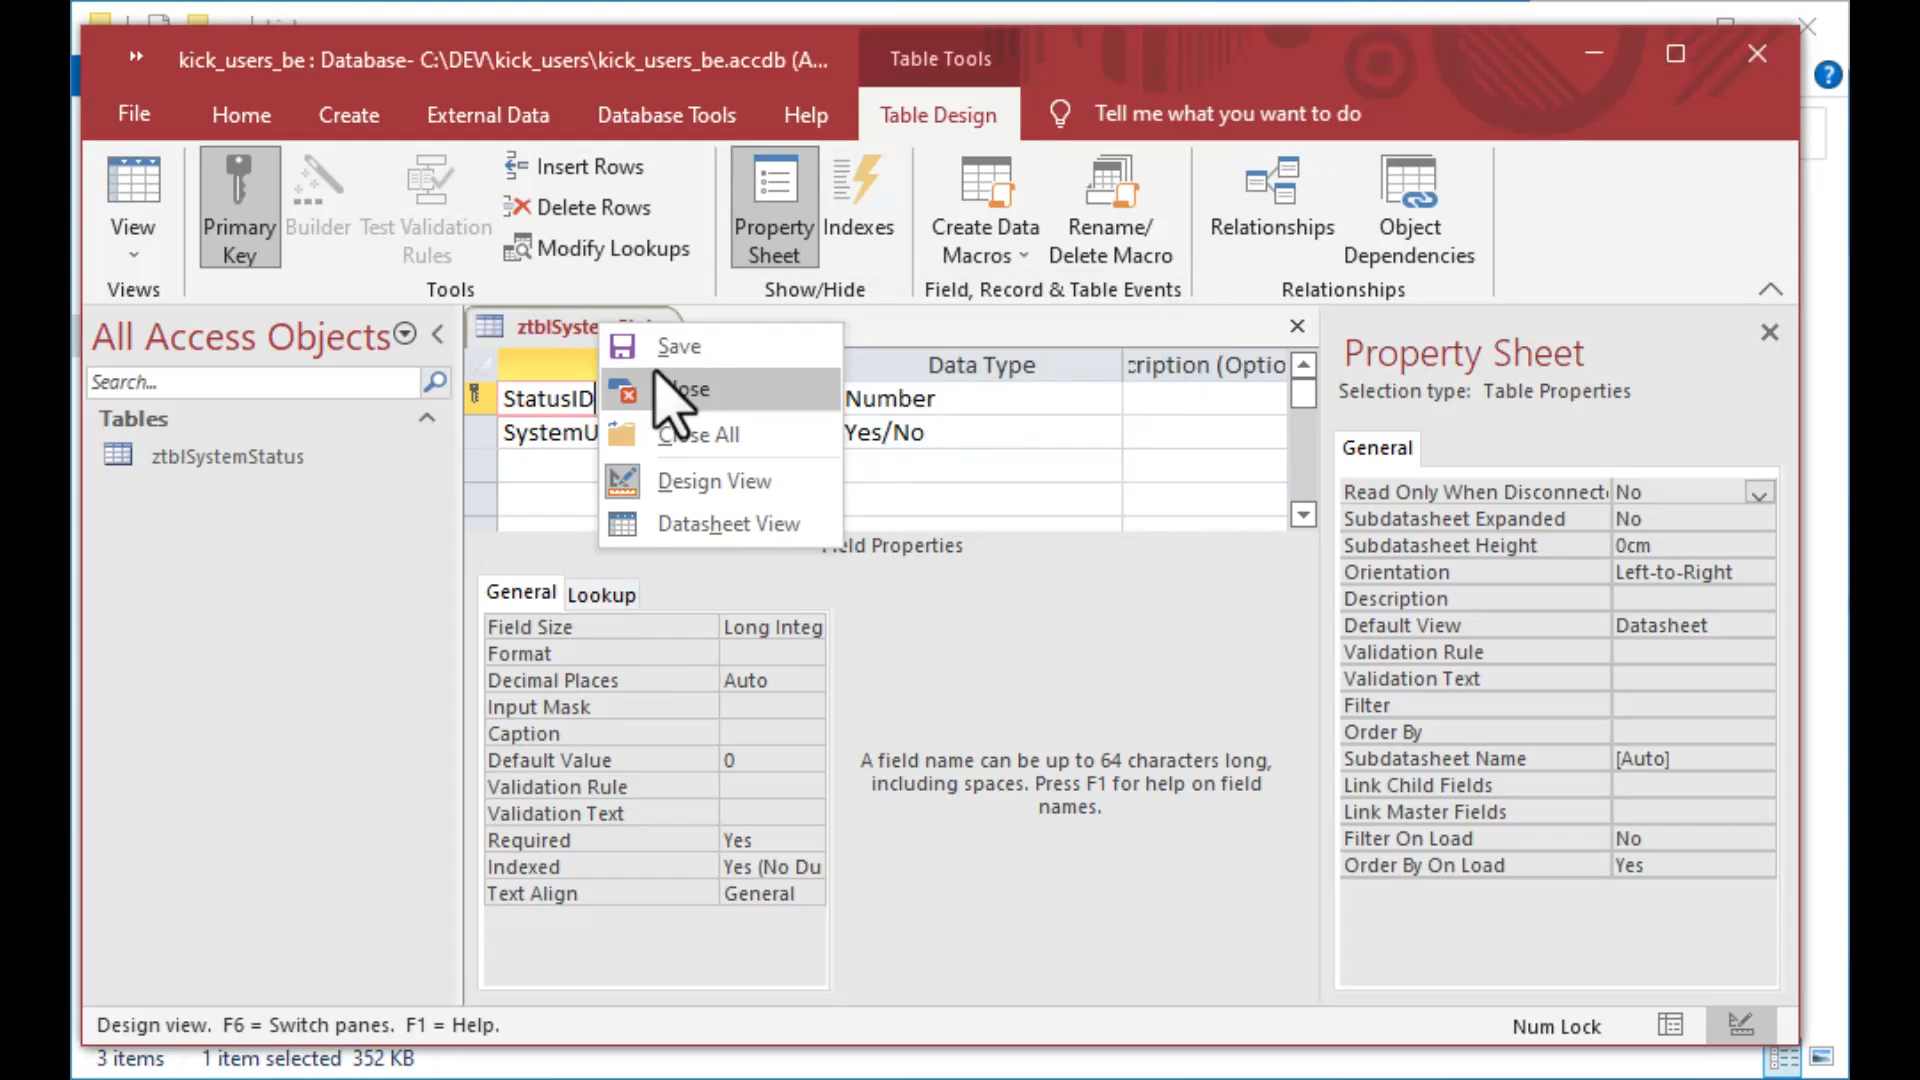 kick_users_be : Database- C:\DEV\kick_users\kick_users_be.accdb (A...
Table Tools
File
Home
Create
External Data
Database Tools
Help
Table Design
Tell me what you want to do
View
Primary
Key
Builder
Test Validation
Rules
Insert Rows
Delete Rows
Modify Lookups
Property
Sheet
Indexes
Create Data
Macros
Rename/
Delete Macro
Relationships
Object
Dependencies
Views
Tools
Show/Hide
Field, Record & Table Events
Relationships
All Access Objects
Search...
Tables
ztblSystemStatus
Data Type
cription (Optio
StatusID
Number
Yes/No
Save
Close All
Design View
Datasheet View
Field Properties
General
Lookup
Field Size
Long Integ
Format
Decimal Places
Auto
Input Mask
Caption
Default Value
0
Validation Rule
Validation Text
Required
Yes
Indexed
Yes (No Du
Text Align
General
A field name can be up to 64 characters long,
including spaces. Press F1 for help on field
names.
Property Sheet
Selection type: Table Properties
General
Read Only When Disconnecte
No
Subdatasheet Expanded
No
Subdatasheet Height
0cm
Orientation
Left-to-Right
Description
Default View
Datasheet
Validation Rule
Validation Text
Filter
Order By
Subdatasheet Name
[Auto]
Link Child Fields
Link Master Fields
Filter On Load
No
Order By On Load
Yes
Design view. F6 = Switch panes. F1 = Help.
Num Lock
3 items
1 item selected 352 KB